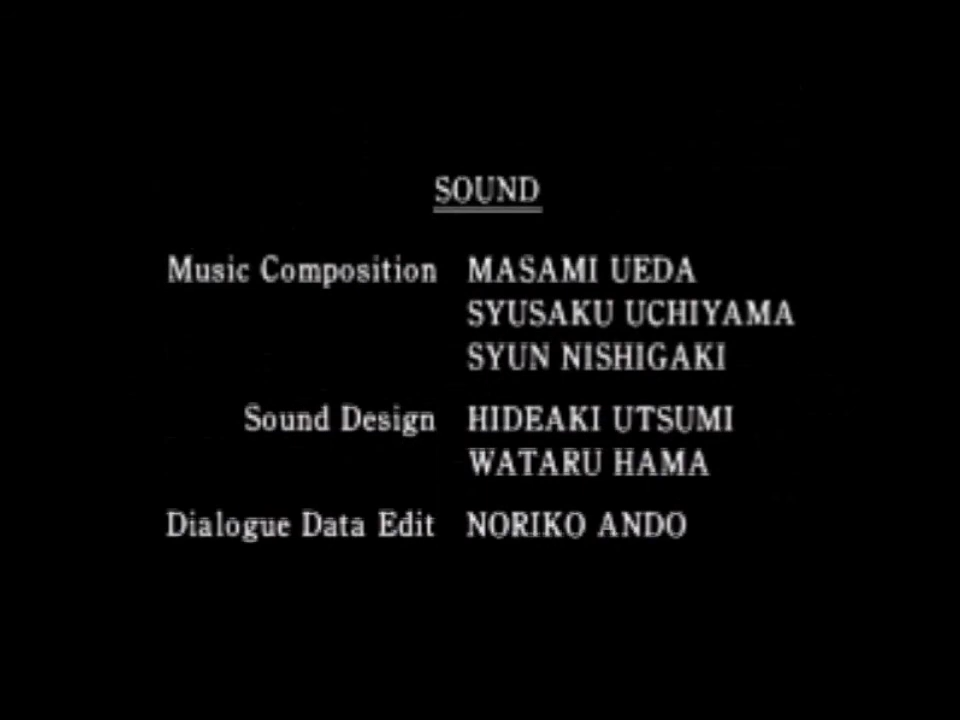 SOUND
Music Composition MASAMI UEDA
SYUSAKU UCHIYAMA
SYUN NISHIGAKI
Sound Design HIDEAKI UTSUMI
WATARU HAMA
Dialogue Data Edit NORIKO ANDO